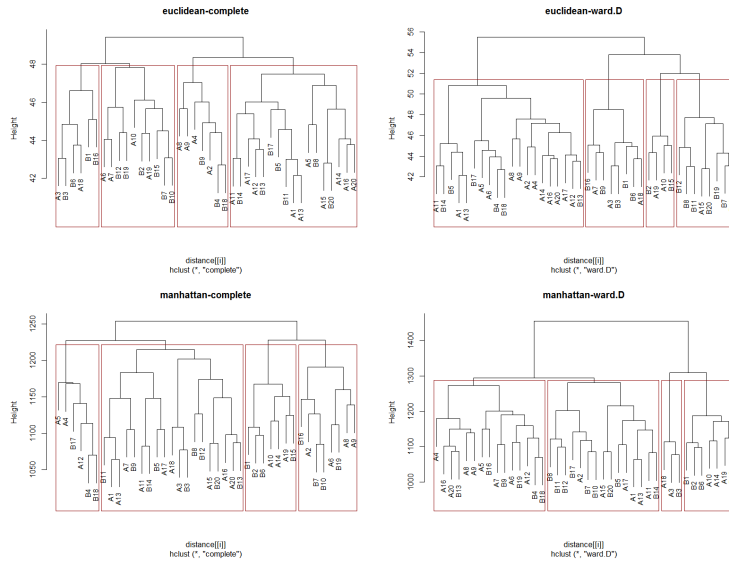 euclidean-complete
Height
48
46
44
42
A3
B3
B6
A18
B1
B16
A6
A7
B12
B19
A10
B2
A19
B15
B7
B10
A8
A9
A4
B9
A2
B4
B18
A11
B14
A17
A12
B13
B17
B5
B11
A1
A13
A5
B8
A15
B20
A14
A16
A20
distance[[i]]
hclust (*, "complete")
euclidean-ward.D
Height
56
54
52
50
48
46
44
42
A11
B14
B5
A1
A13
B17
A5
A6
B4
B18
A8
A9
A2
A4
A14
A16
A20
A17
A12
B13
B16
A7
B9
A3
B3
B1
B6
A18
A19
A10
B15
B12
B8
B11
A15
B20
B19
B7
distance[[i]]
hclust (*, "ward.D")
manhattan-complete
Height
1250
1200
1150
1100
1050
A5
A4
B17
A12
B4
B18
B11
A1
A13
A7
B9
A11
B14
B5
A17
A18
A3
B3
B8
B12
A15
B20
A16
A20
B13
B1
B2
B6
A10
A14
A19
B15
B16
A2
B7
B10
A6
B19
A8
A9
distance[[i]]
hclust (*, "complete")
manhattan-ward.D
Height
1400
1300
1200
1100
1000
A4
A16
A20
B13
A8
A9
A5
B16
A7
B9
A6
B19
A12
B4
B18
B8
B11
B12
B17
A2
B7
B10
A15
B20
B5
A17
A1
A13
A11
B14
A18
A3
B3
B1
B2
B6
A10
A14
A19
distance[[i]]
hclust (*, "ward.D")